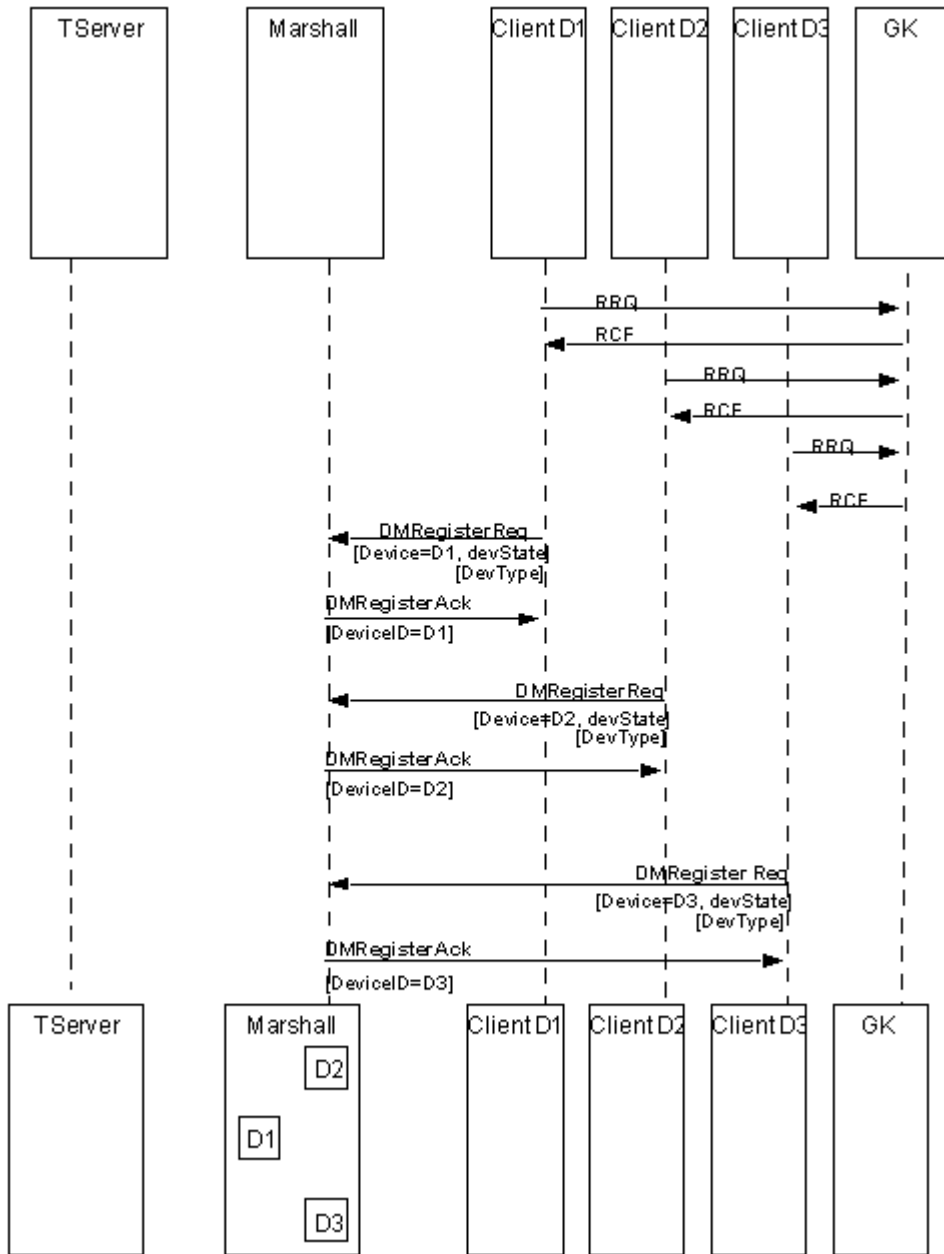 TServer
Marshall
Client D1
Client D2
Client D3
GK
RRQ
RCF
RRQ
RCF
RRQ
RCF
DMRegisterReq
[Device=D1, devState]
[DevType]
DMRegisterAck
[DeviceID=D1]
DMRegisterReq
[Device=D2, devState]
[DevType]
DMRegisterAck
[DeviceID=D2]
DMRegister Req
[Device=D3, devState]
[DevType]
DMRegisterAck
[DeviceID=D3]
TServer
Marshall
Client D1
Client D2
Client D3
GK
D2
D1
D3